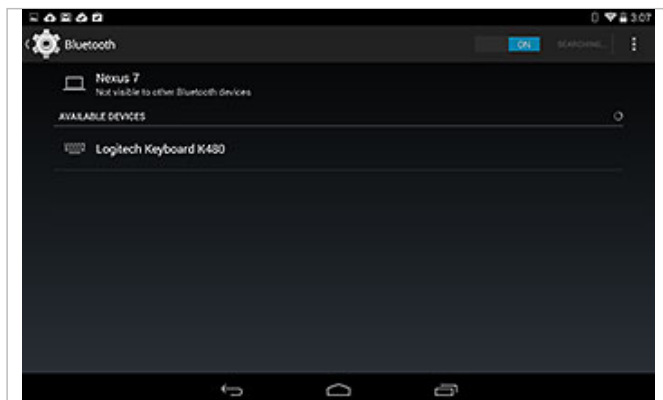 3:07
Bluetooth
ON
SEARCHING...
Nexus 7
Not visible to other Bluetooth devices
AVAILABLE DEVICES
Logitech Keyboard K480